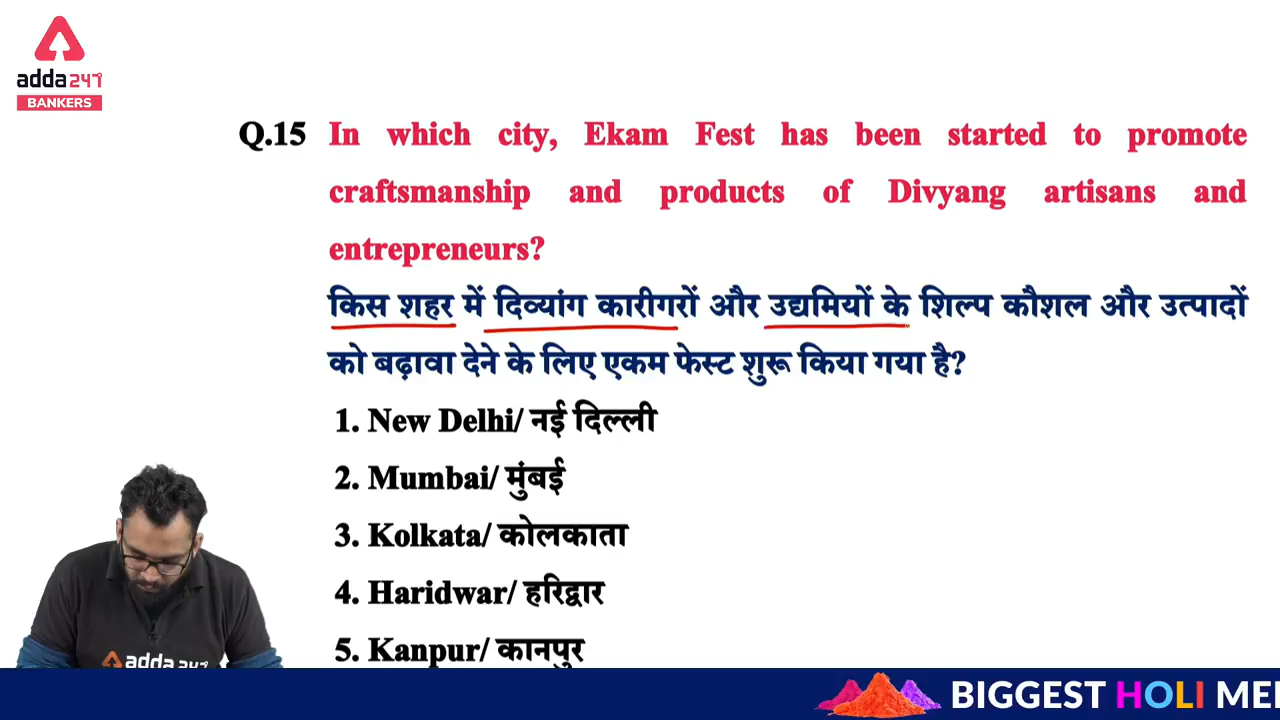 adda247
BANKERS
Q.15 In which city, Ekam Fest has been started to promote
craftsmanship and products of Divyang artisans and
entrepreneurs?
किस शहर में दिव्यांग कारीगरों और उद्यमियों के शिल्प कौशल और उत्पादों
को बढ़ावा देने के लिए एकम फेस्ट शुरू किया गया है?
1. New Delhi/ नई दिल्ली
2. Mumbai/ मुंबई
3. Kolkata/ कोलकाता
4. Haridwar/ हरिद्वार
5. Kanpur/ कानपुर
adda247
BIGGEST HOLI MEI